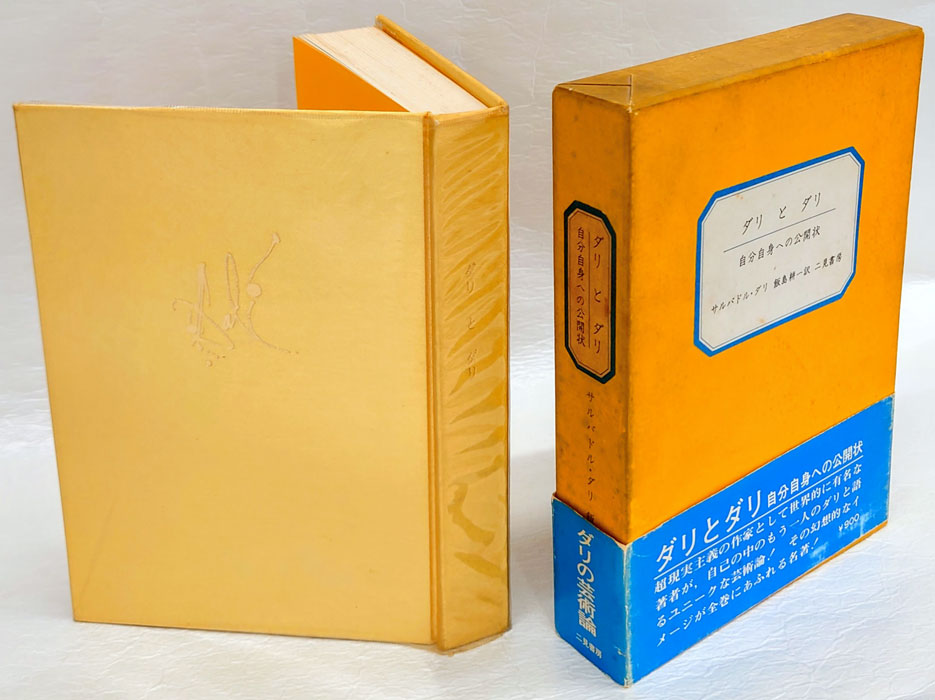 ダリ と ダリ
ダリ と ダリ
自分自身への公開状
サルバドル・ダリ
ダリの芸術論
二見書房
ダリ と ダリ
自分自身への公開状
サルバドル・ダリ 飯島耕一訳 二見書房
ダリとダリ 自分自身への公開状
超現実主義の作家として世界的に有名な
著者が、自己の中のもう一人のダリと語
るユニークな芸術論! その幻想的なイ
メージが全巻にあふれる名著! ¥900